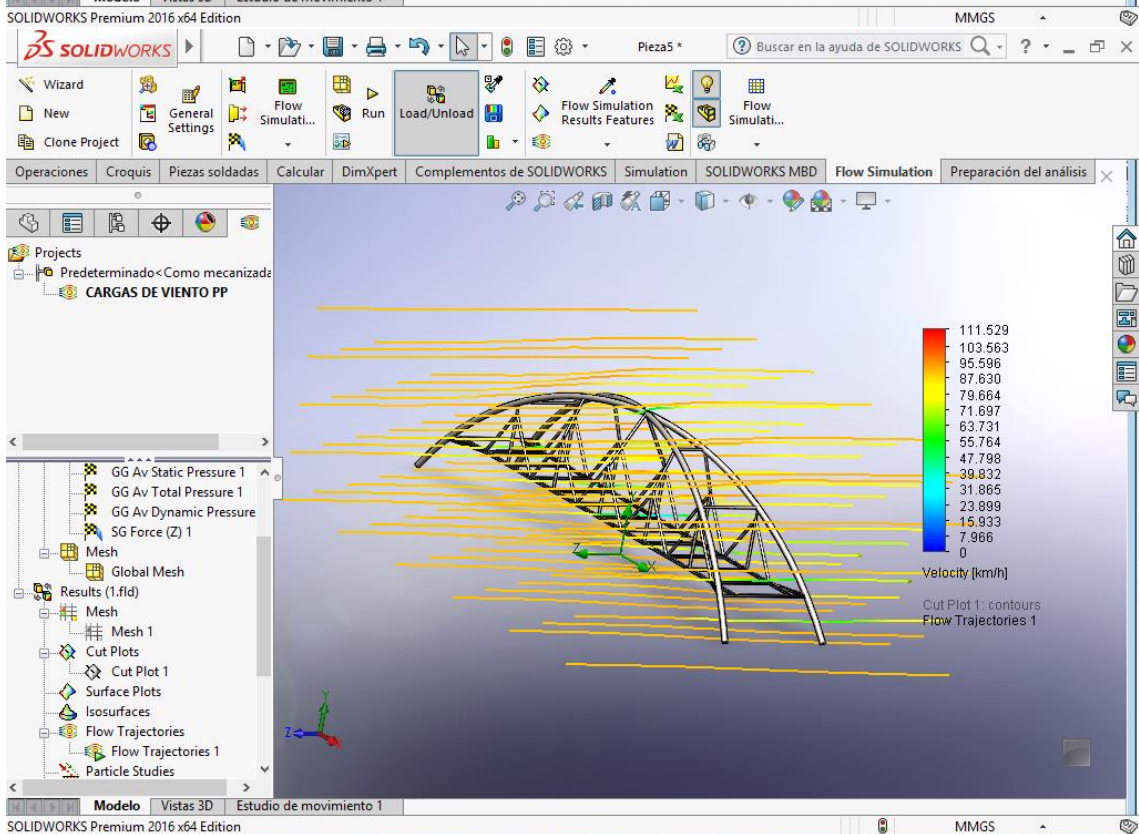 Modelo Vistas 3D Estudio de movimiento 1
SOLIDWORKS Premium 2016 x64 Edition MMGS
SOLIDWORKS Pieza5 * Buscar en la ayuda de SOLIDWORKS ?
Wizard
New
Clone Project
General Settings
Flow Simulati...
Run
Load/Unload
Flow Simulation Results Features
Flow Simulati...
Operaciones Croquis Piezas soldadas Calcular DimXpert Complementos de SOLIDWORKS Simulation SOLIDWORKS MBD Flow Simulation Preparación del análisis
Projects
Predeterminado<Como mecanizada
CARGAS DE VIENTO PP
GG Av Static Pressure 1
GG Av Total Pressure 1
GG Av Dynamic Pressure
SG Force (Z) 1
Mesh
Global Mesh
Results (1.fld)
Mesh
Mesh 1
Cut Plots
Cut Plot 1
Surface Plots
Isosurfaces
Flow Trajectories
Flow Trajectories 1
Particle Studies
111.529
103.563
95.596
87.630
79.664
71.697
63.731
55.764
47.798
39.832
31.865
23.899
15.933
7.966
0
Velocity [km/h]
Cut Plot 1: contours
Flow Trajectories 1
Z
X
Y
Z
X
Modelo Vistas 3D Estudio de movimiento 1
SOLIDWORKS Premium 2016 x64 Edition MMGS